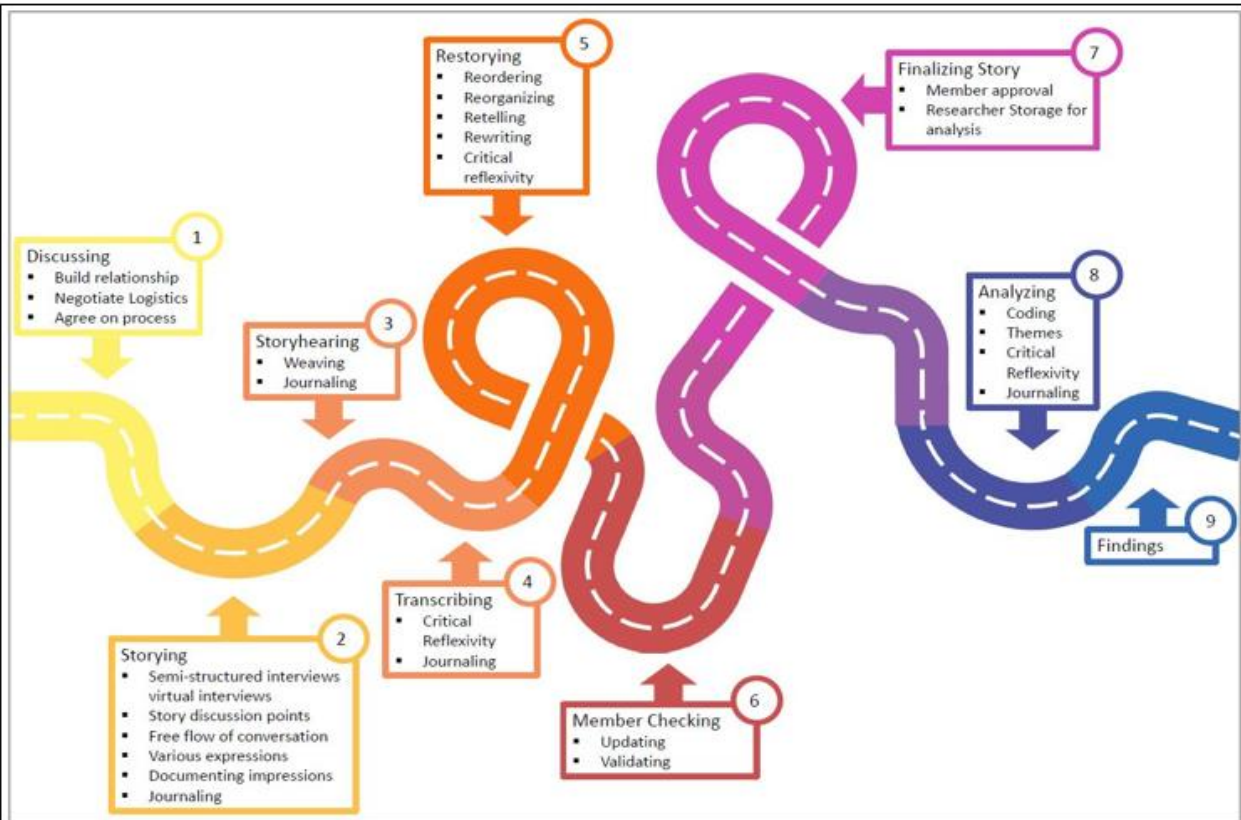 1
Discussing
▪ Build relationship
▪ Negotiate Logistics
▪ Agree on process
2
Storying
▪ Semi-structured interviews
virtual interviews
▪ Story discussion points
▪ Free flow of conversation
▪ Various expressions
▪ Documenting impressions
▪ Journaling
3
Storyhearing
▪ Weaving
▪ Journaling
4
Transcribing
▪ Critical
Reflexivity
▪ Journaling
5
Restorying
▪ Reordering
▪ Reorganizing
▪ Retelling
▪ Rewriting
▪ Critical
reflexivity
6
Member Checking
▪ Updating
▪ Validating
7
Finalizing Story
▪ Member approval
▪ Researcher Storage for
analysis
8
Analyzing
▪ Coding
▪ Themes
▪ Critical
Reflexivity
▪ Journaling
9
Findings